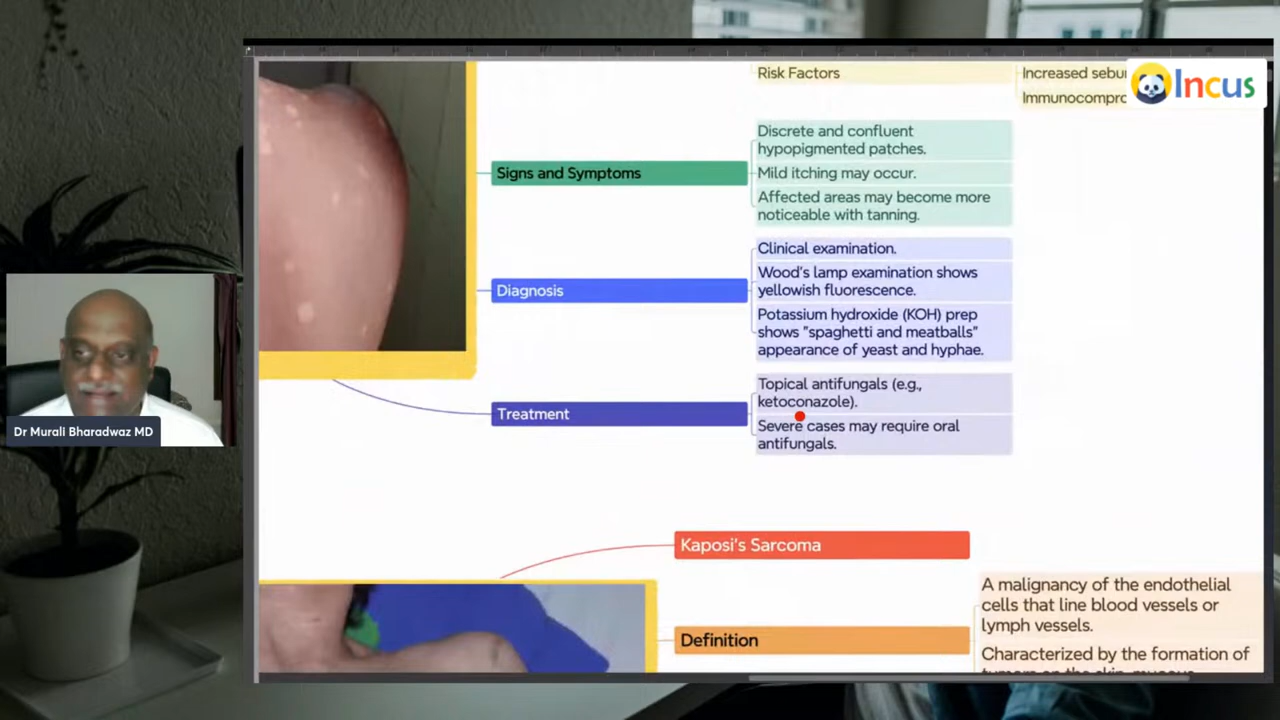 Risk Factors
Increased
Incus
Discrete and confluent
hypopigmented patches.
Signs and Symptoms
Mild itching may occur.
Affected areas may become more
noticeable with tanning.
Clinical examination.
Wood's lamp examination shows
yellowish fluorescence.
Diagnosis
Potassium hydroxide (KOH) prep
shows "spaghetti and meatballs"
appearance of yeast and hyphae.
Topical antifungals (e.g.,
ketoconazole).
Treatment
Severe cases may require oral
antifungals.
Dr Murali Bharadwaz MD
Kaposi's Sarcoma
A malignancy of the endothelial
cells that line blood vessels or
lymph vessels.
Definition
Characterized by the formation of